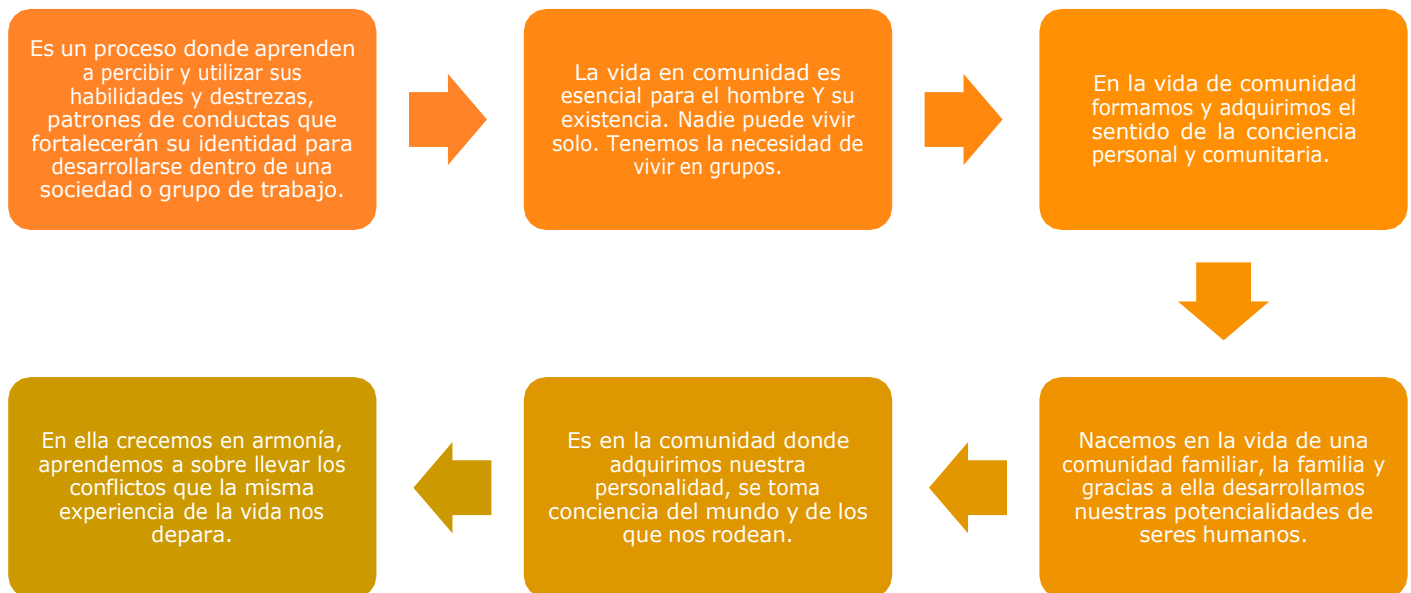 Es un proceso donde aprenden
a percibir y utilizar sus
habilidades y destrezas,
patrones de conductas que
fortalecerán su identidad para
desarrollarse dentro de una
sociedad o grupo de trabajo.
La vida en comunidad es
esencial para el hombre Y su
existencia. Nadie puede vivir
solo. Tenemos la necesidad de
vivir en grupos.
En la vida de comunidad
formamos y adquirimos el
sentido de la conciencia
personal y comunitaria.
Nacemos en la vida de una
comunidad familiar, la familia y
gracias a ella desarrollamos
nuestras potencialidades de
seres humanos.
Es en la comunidad donde
adquirimos nuestra
personalidad, se toma
conciencia del mundo y de los
que nos rodean.
En ella crecemos en armonía,
aprendemos a sobre llevar los
conflictos que la misma
experiencia de la vida nos
depara.